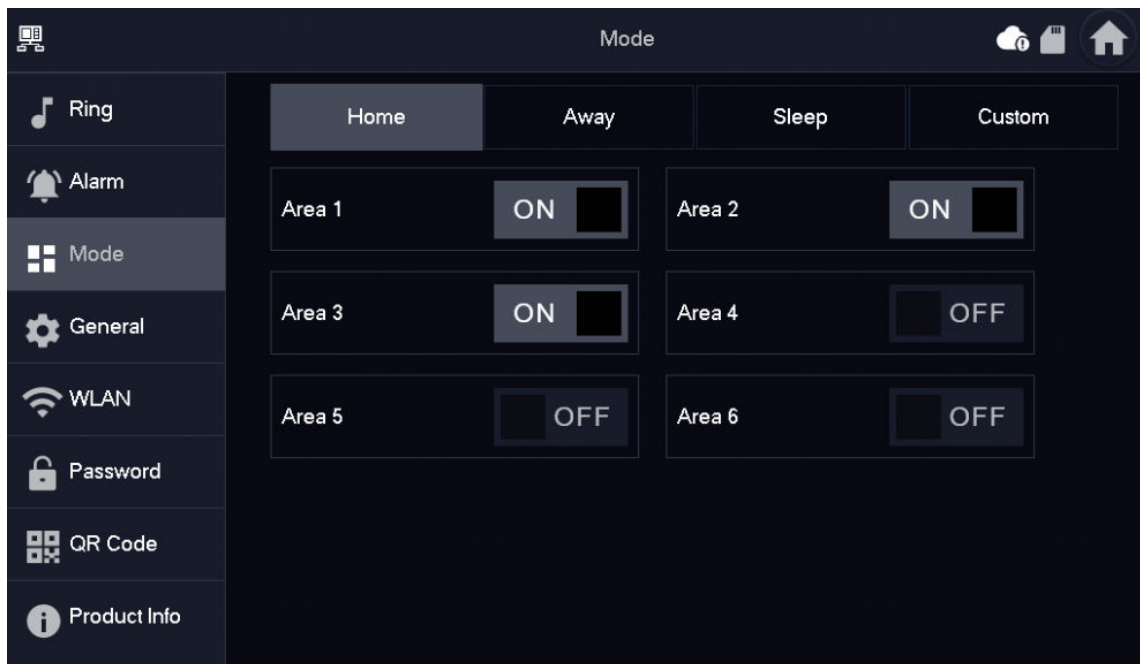 Mode
Ring
Alarm
Mode
General
WLAN
Password
QR Code
Product Info
Home Away Sleep Custom
Area 1 ON Area 2 ON
Area 3 ON Area 4 OFF
Area 5 OFF Area 6 OFF